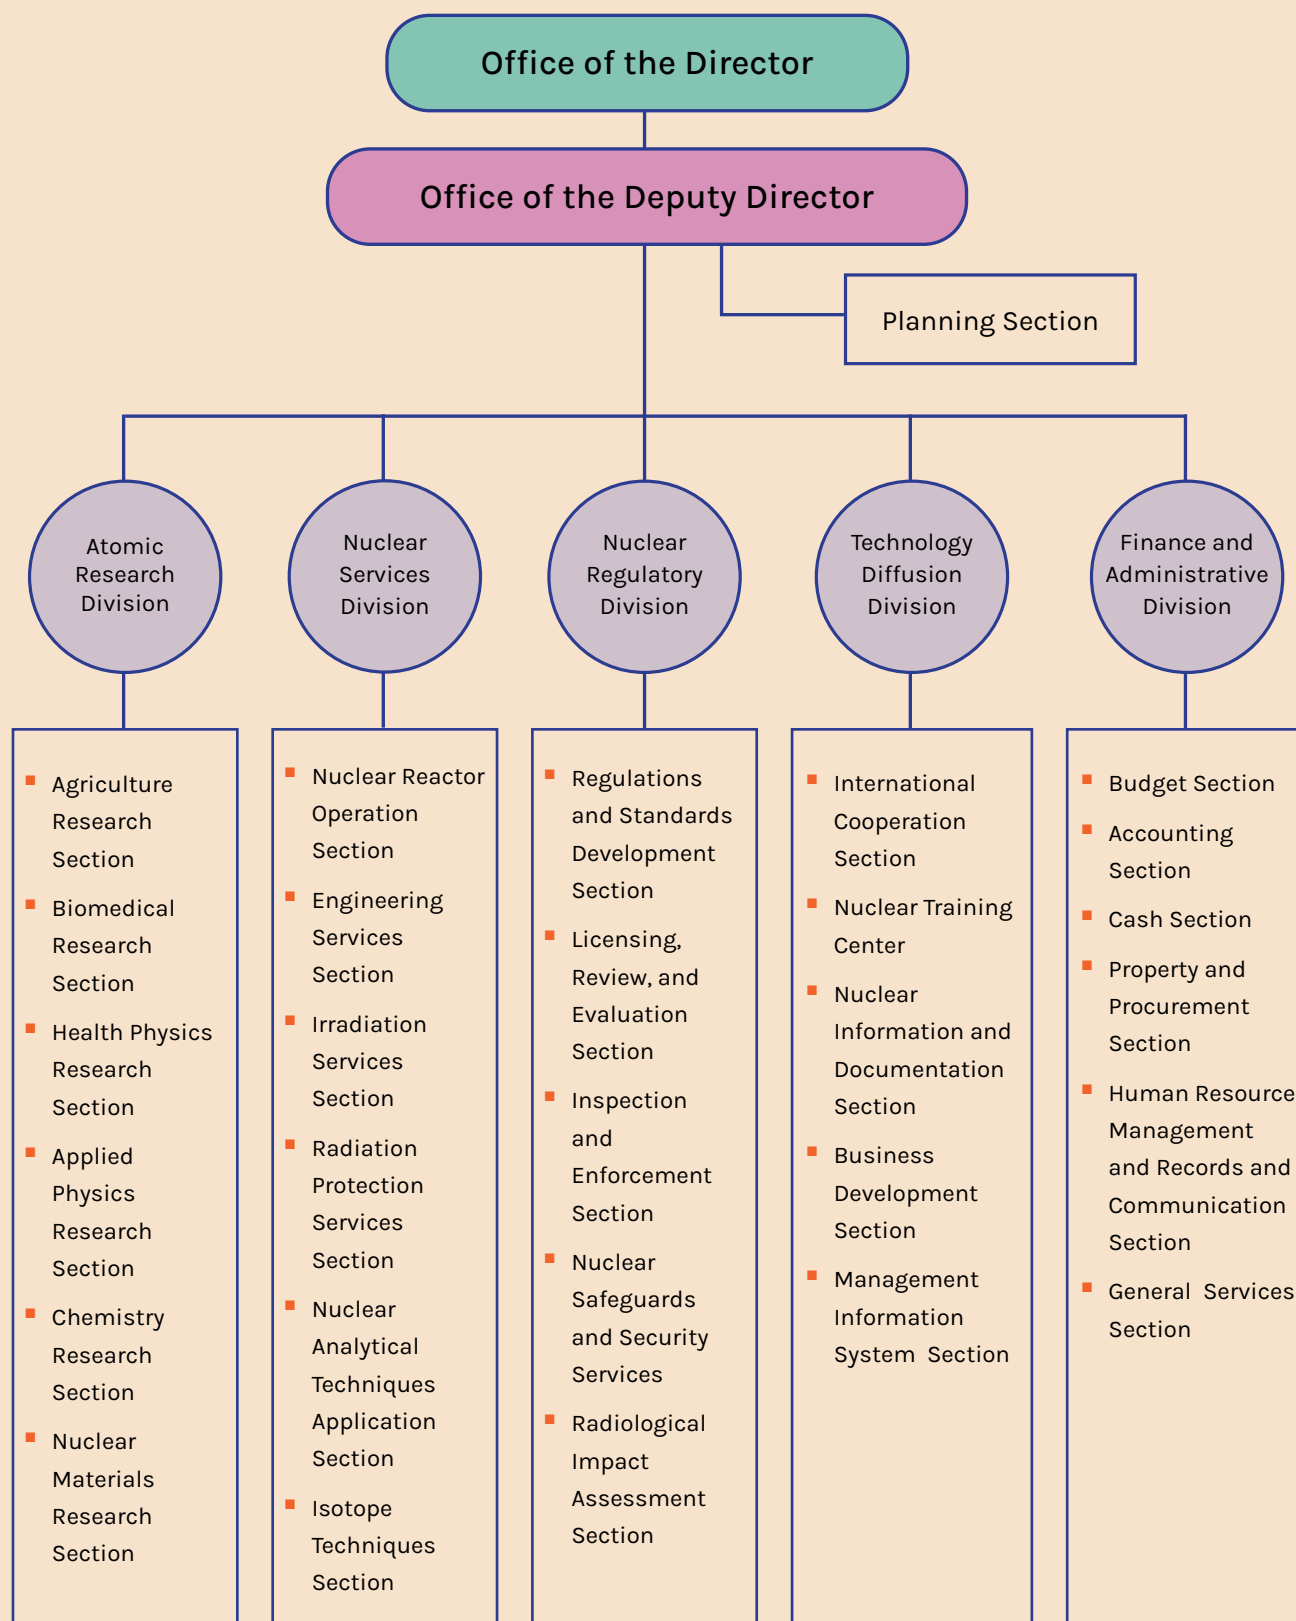 Office of the Director
Office of the Deputy Director
Planning Section
Atomic
Research
Division
Nuclear
Services
Division
Nuclear
Regulatory
Division
Technology
Diffusion
Division
Finance and
Administrative
Division
Agriculture
Research
Section
Biomedical
Research
Section
Health Physics
Research
Section
Applied
Physics
Research
Section
Chemistry
Research
Section
Nuclear
Materials
Research
Section
Nuclear Reactor
Operation
Section
Engineering
Services
Section
Irradiation
Services
Section
Radiation
Protection
Services
Section
Nuclear
Analytical
Techniques
Application
Section
Isotope
Techniques
Section
Regulations
and Standards
Development
Section
Licensing,
Review, and
Evaluation
Section
Inspection
and
Enforcement
Section
Nuclear
Safeguards
and Security
Services
Radiological
Impact
Assessment
Section
International
Cooperation
Section
Nuclear Training
Center
Nuclear
Information and
Documentation
Section
Business
Development
Section
Management
Information
System Section
Budget Section
Accounting
Section
Cash Section
Property and
Procurement
Section
Human Resource
Management
and Records and
Communication
Section
General Services
Section